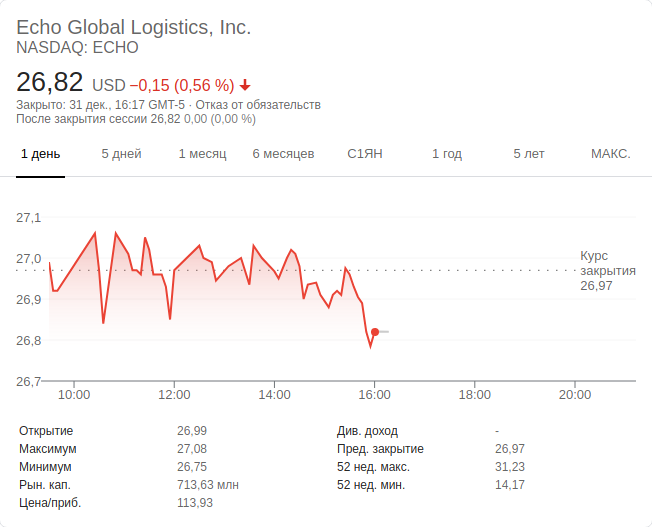 Echo Global Logistics, Inc.
NASDAQ: ECHO
26,82 USD −0,15 (0,56 %)
Закрыто: 31 дек., 16:17 GMT-5 · Отказ от обязательств
После закрытия сессии 26,82 0,00 (0,00 %)
1 день 5 дней 1 месяц 6 месяцев С1ЯН 1 год 5 лет МАКС.
27,1
27,0
26,9
26,8
26,7
Курс
закрытия
26,97
10:00 12:00 14:00 16:00 18:00 20:00
Открытие 26,99 Див. доход -
Максимум 27,08 Пред. закрытие 26,97
Минимум 26,75 52 нед. макс. 31,23
Рын. кап. 713,63 млн 52 нед. мин. 14,17
Цена/приб. 113,93